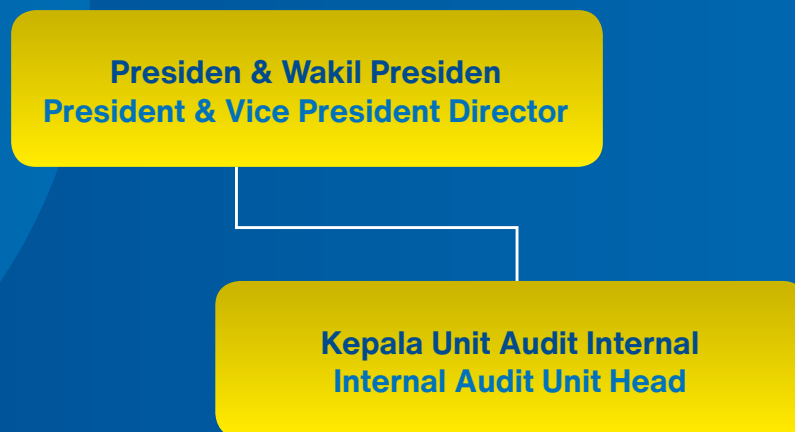 Presiden & Wakil Presiden
President & Vice President Director
Kepala Unit Audit Internal
Internal Audit Unit Head